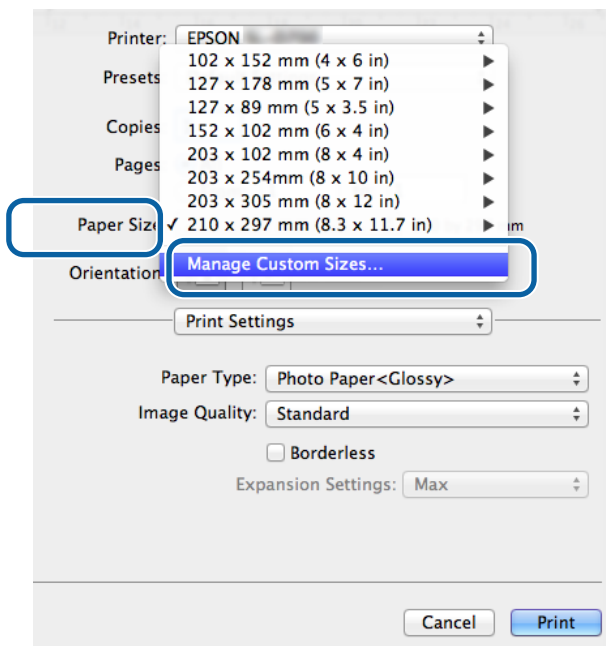 Printer: EPSON
102 x 152 mm (4 x 6 in)
Presets
127 x 178 mm (5 x 7 in)
127 x 89 mm (5 x 3.5 in)
Copies
152 x 102 mm (6 x 4 in)
203 x 102 mm (8 x 4 in)
Pages
203 x 254mm (8 x 10 in)
203 x 305 mm (8 x 12 in)
Paper Size ✓ 210 x 297 mm (8.3 x 11.7 in) mm
Manage Custom Sizes...
Orientation
Print Settings
Paper Type: Photo Paper<Glossy>
Image Quality: Standard
Borderless
Expansion Settings: Max
Cancel Print